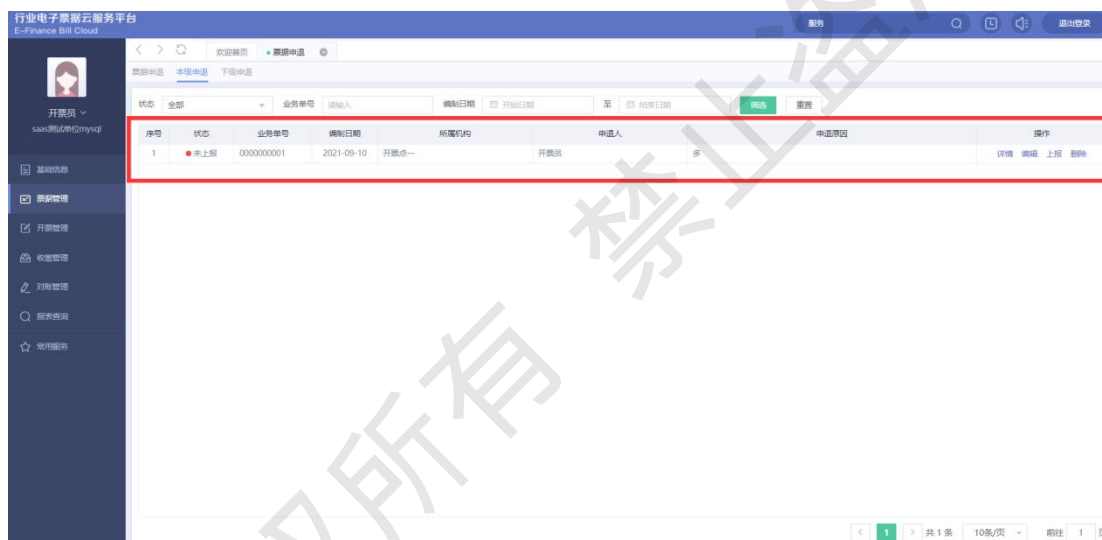 行业电子票据云服务平台
E-Finance Bill Cloud
服务
退出登录
欢迎首页 票据申退
票据申退 本级申退 下级申退
开票员
saas测试单位mysql
状态 全部 业务单号 请输入 编制日期 开始日期 至 结束日期 筛选 重置
序号 状态 业务单号 编制日期 所属机构 申退人 申退原因 操作
1 未上报 0000000001 2021-09-10 开票点一 开票员 多 详情 编辑 上报 删除
基础信息
票据管理
开票管理
收缴管理
对账管理
报表查询
常用服务
1 共 1 条 10条/页 前往 1
权所有 禁止